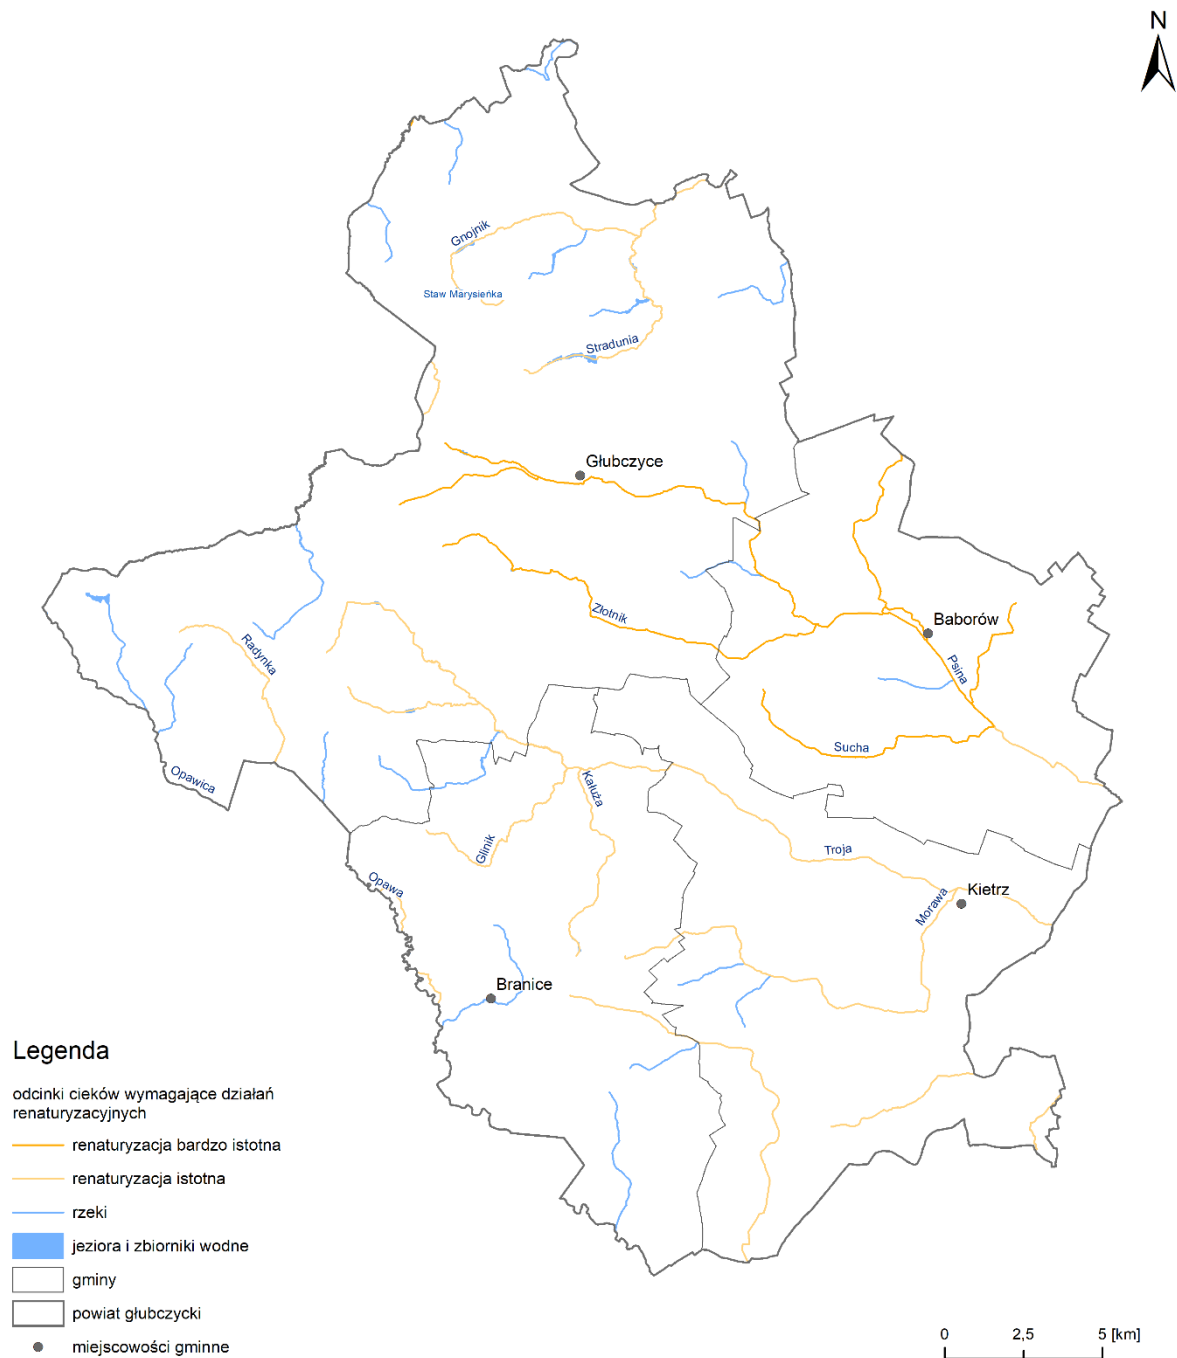 N
Gnojnik
Staw Marysieńka
Stradunia
Głubczyce
Złotnik
Baborów
Radynka
Psina
Sucha
Opawica
Kałuża
Glinik
Troja
Opawa
Morawa
Kietrz
Branice
Legenda
odcinki cieków wymagające działań
renaturyzacyjnych
renaturyzacja bardzo istotna
renaturyzacja istotna
rzeki
jeziora i zbiorniki wodne
gminy
powiat głubczycki
miejscowości gminne
0 2,5 5 [km]